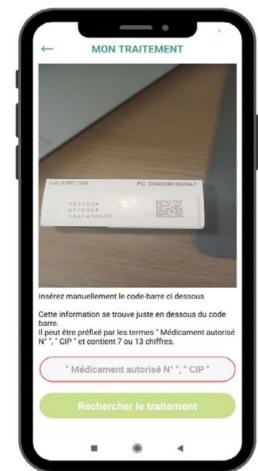 MON TRAITEMENT
Insérez manuellement le code-barre ci dessous
Cette information se trouve juste en dessous du code
barre.
Il peut être préfixé par les termes " Médicament autorisé
N° ", " CIP " et contient 7 ou 13 chiffres.
" Médicament autorisé N° ", " CIP "
Rechercher le traitement